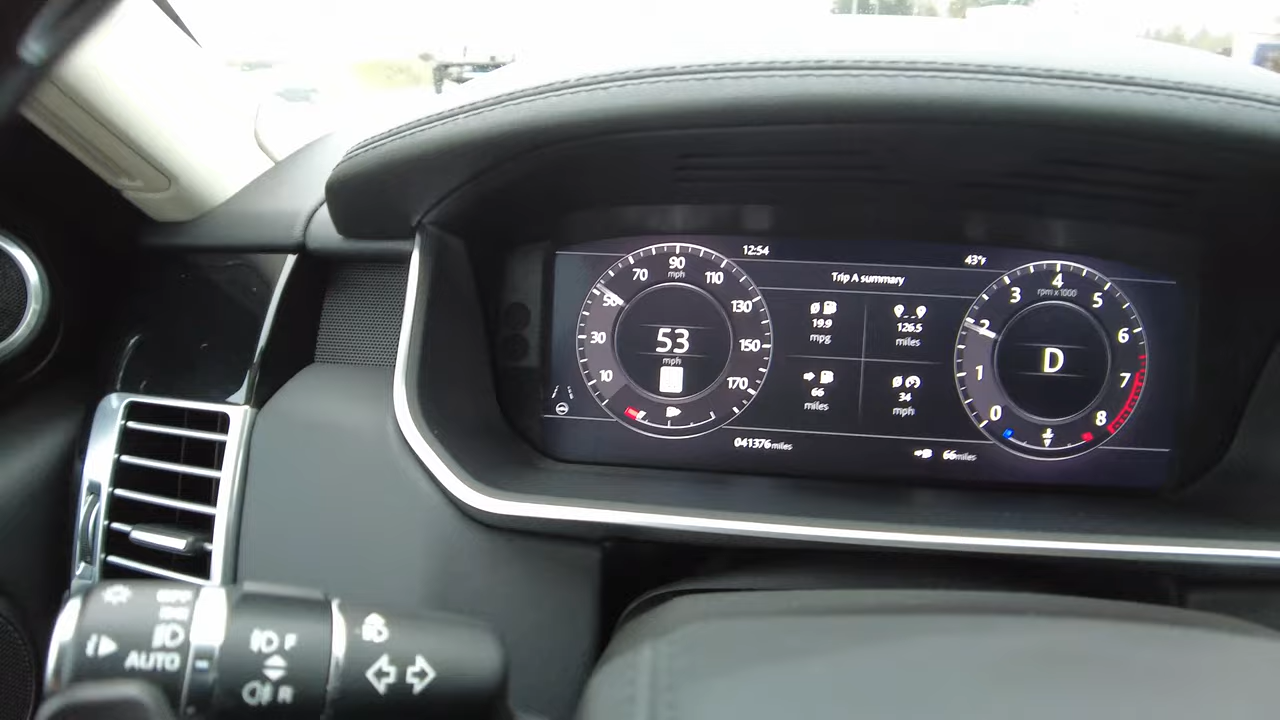 12:54
43°F
Trip A summary
10
30
50
70
90
110
130
150
170
mph
53
mph
19.9
mpg
126.5
miles
66
miles
34
mph
0
1
2
3
4
5
6
7
8
rpm x 1000
D
041376 miles
66 miles
OFF
AUTO
F
R